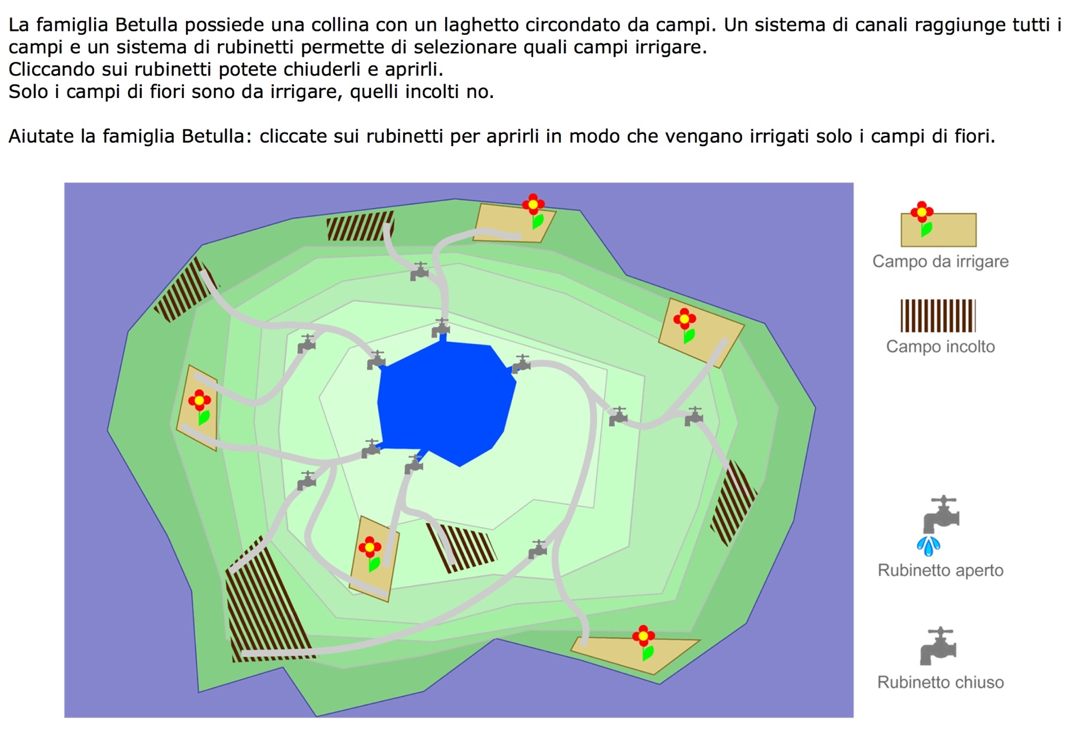 La famiglia Betulla possiede una collina con un laghetto circondato da campi. Un sistema di canali raggiunge tutti i
campi e un sistema di rubinetti permette di selezionare quali campi irrigare.
Cliccando sui rubinetti potete chiuderli e aprirli.
Solo i campi di fiori sono da irrigare, quelli incolti no.
Aiutate la famiglia Betulla: cliccate sui rubinetti per aprirli in modo che vengano irrigati solo i campi di fiori.
Campo da irrigare
Campo incolto
Rubinetto aperto
Rubinetto chiuso